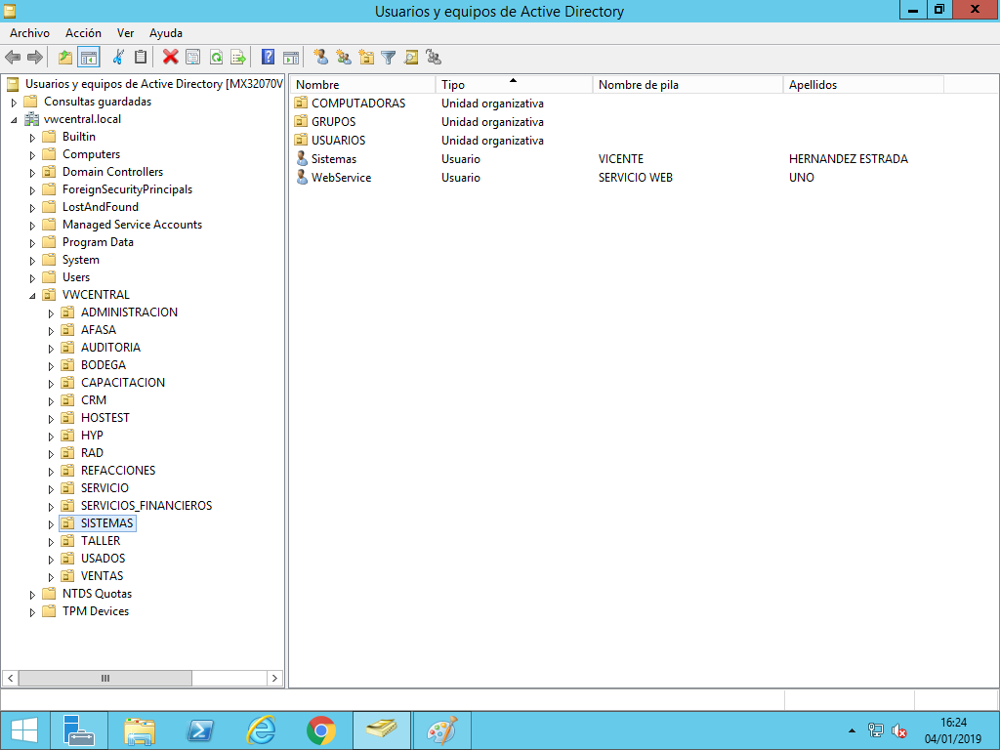 Usuarios y equipos de Active Directory
Archivo Acción Ver Ayuda
Usuarios y equipos de Active Directory [MX32070V
Consultas guardadas
vwcentral.local
Builtin
Computers
Domain Controllers
ForeignSecurityPrincipals
LostAndFound
Managed Service Accounts
Program Data
System
Users
VWCENTRAL
ADMINISTRACION
AFASA
AUDITORIA
BODEGA
CAPACITACION
CRM
HOSTEST
HYP
RAD
REFACCIONES
SERVICIO
SERVICIOS_FINANCIEROS
SISTEMAS
TALLER
USADOS
VENTAS
NTDS Quotas
TPM Devices
Nombre Tipo Nombre de pila Apellidos
COMPUTADORAS Unidad organizativa
GRUPOS Unidad organizativa
USUARIOS Unidad organizativa
Sistemas Usuario VICENTE HERNANDEZ ESTRADA
WebService Usuario SERVICIO WEB UNO
16:24
04/01/2019